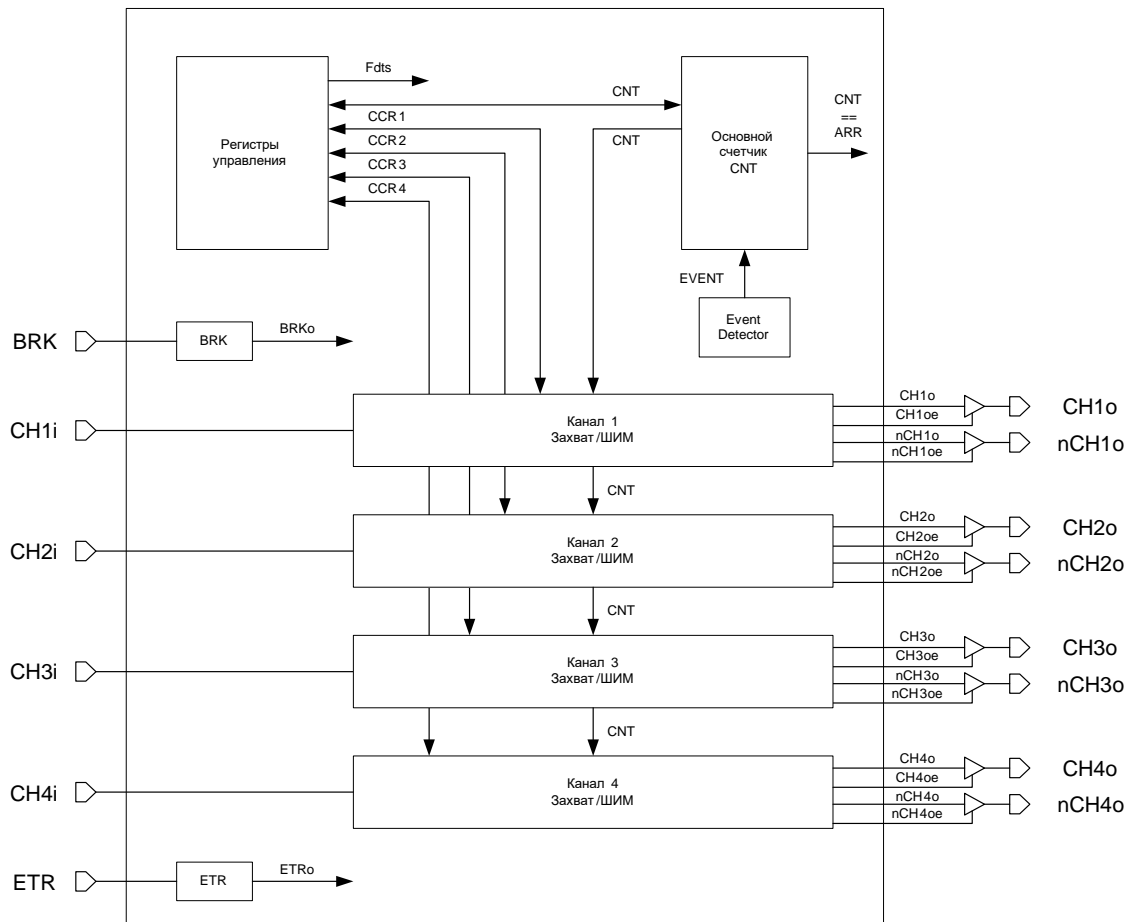 Fdts
CNT
CCR1
CNT
CCR2
CCR3
CCR4
Регистры
управления
Основной
счетчик
CNT
CNT
==
ARR
EVENT
Event
Detector
BRK
BRK
BRKo
CH1i
Канал 1
Захват/ШИМ
CH1o
CH1oe
nCH1o
nCH1oe
CH1o
nCH1o
CNT
CH2i
Канал 2
Захват/ШИМ
CH2o
CH2oe
nCH2o
nCH2oe
CH2o
nCH2o
CNT
CH3i
Канал 3
Захват/ШИМ
CH3o
CH3oe
nCH3o
nCH3oe
CH3o
nCH3o
CNT
CH4i
Канал 4
Захват/ШИМ
CH4o
CH4oe
nCH4o
nCH4oe
CH4o
nCH4o
ETR
ETR
ETRo